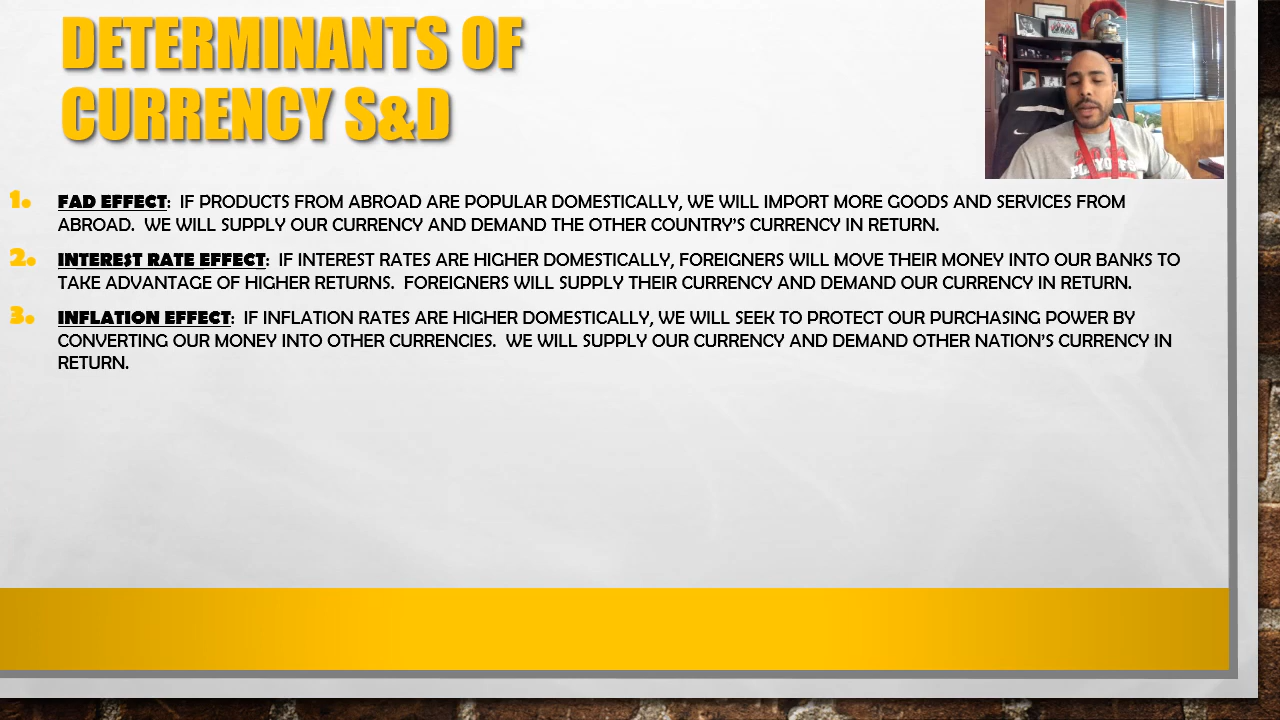 DETERMINANTS OF
CURRENCY S&D
1. FAD EFFECT: IF PRODUCTS FROM ABROAD ARE POPULAR DOMESTICALLY, WE WILL IMPORT MORE GOODS AND SERVICES FROM
ABROAD. WE WILL SUPPLY OUR CURRENCY AND DEMAND THE OTHER COUNTRY'S CURRENCY IN RETURN.
2. INTEREST RATE EFFECT: IF INTEREST RATES ARE HIGHER DOMESTICALLY, FOREIGNERS WILL MOVE THEIR MONEY INTO OUR BANKS TO
TAKE ADVANTAGE OF HIGHER RETURNS. FOREIGNERS WILL SUPPLY THEIR CURRENCY AND DEMAND OUR CURRENCY IN RETURN.
3. INFLATION EFFECT: IF INFLATION RATES ARE HIGHER DOMESTICALLY, WE WILL SEEK TO PROTECT OUR PURCHASING POWER BY
CONVERTING OUR MONEY INTO OTHER CURRENCIES. WE WILL SUPPLY OUR CURRENCY AND DEMAND OTHER NATION'S CURRENCY IN
RETURN.